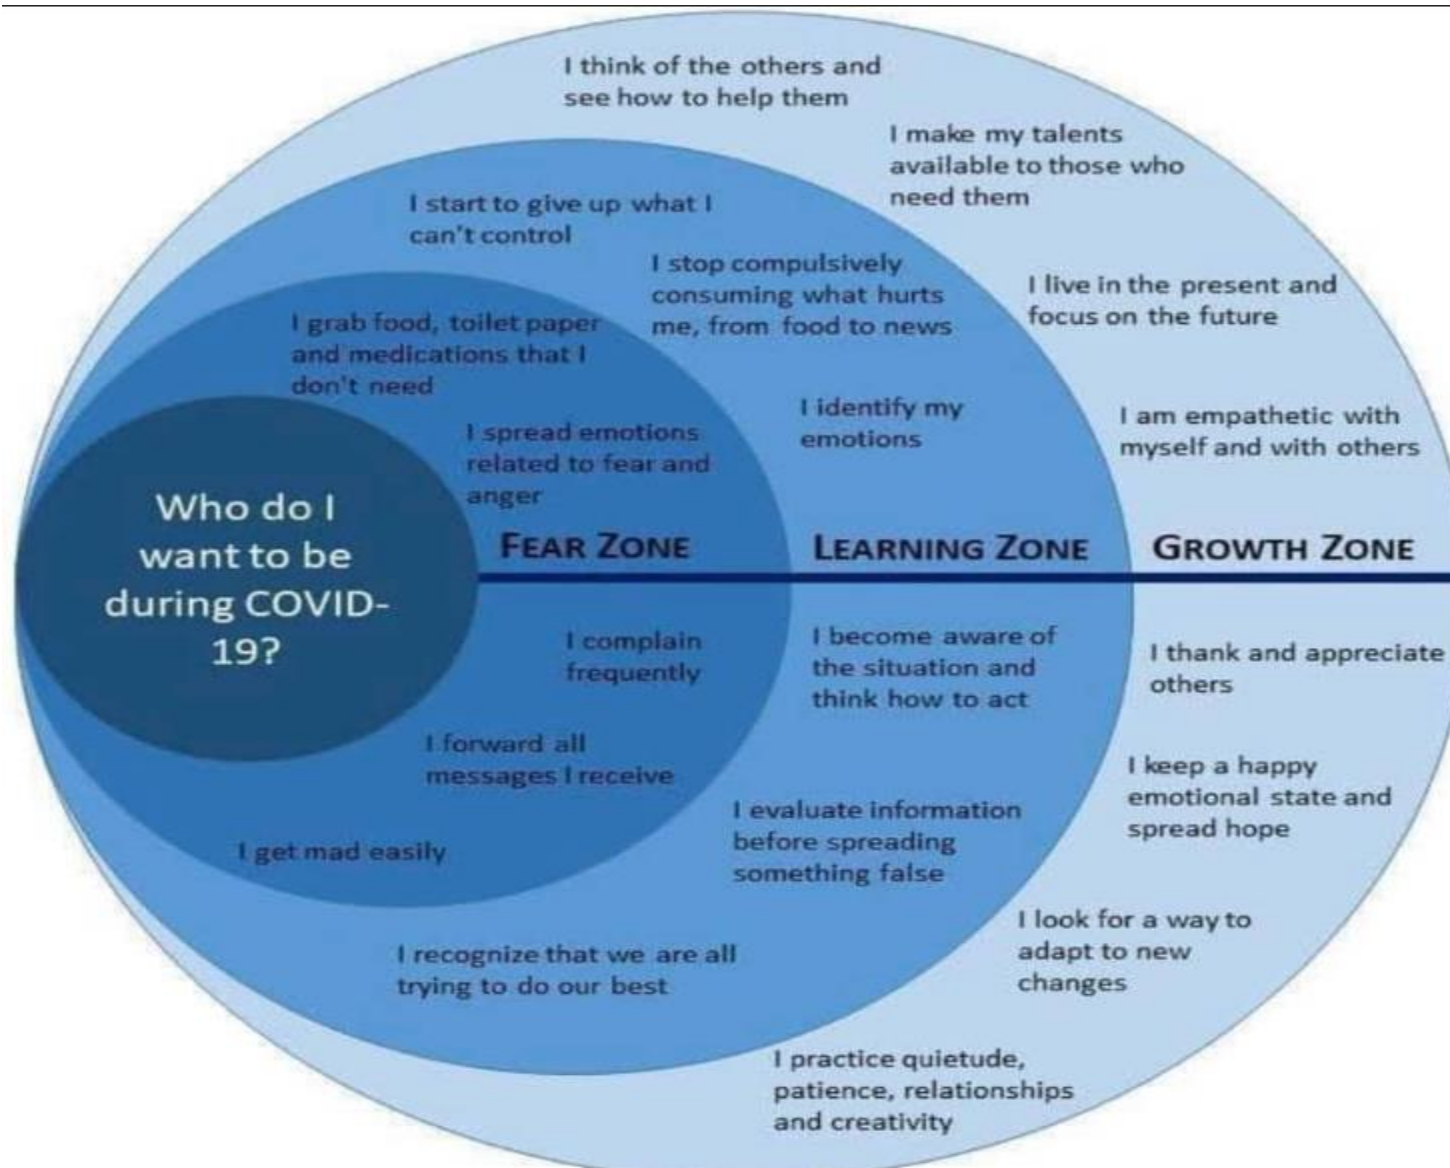 I think of the others and
see how to help them
I make my talents
available to those who
need them
I start to give up what I
can't control
I stop compulsively
consuming what hurts
me, from food to news
I live in the present and
focus on the future
I grab food, toilet paper
and medications that I
don't need
I identify my
emotions
I am empathetic with
myself and with others
I spread emotions
related to fear and
anger
Who do I
want to be
during COVID-
19?
FEAR ZONE
LEARNING ZONE
GROWTH ZONE
I complain
frequently
I become aware of
the situation and
think how to act
I thank and appreciate
others
I forward all
messages I receive
I keep a happy
emotional state and
spread hope
I evaluate information
before spreading
something false
I get mad easily
I look for a way to
adapt to new
changes
I recognize that we are all
trying to do our best
I practice quietude,
patience, relationships
and creativity